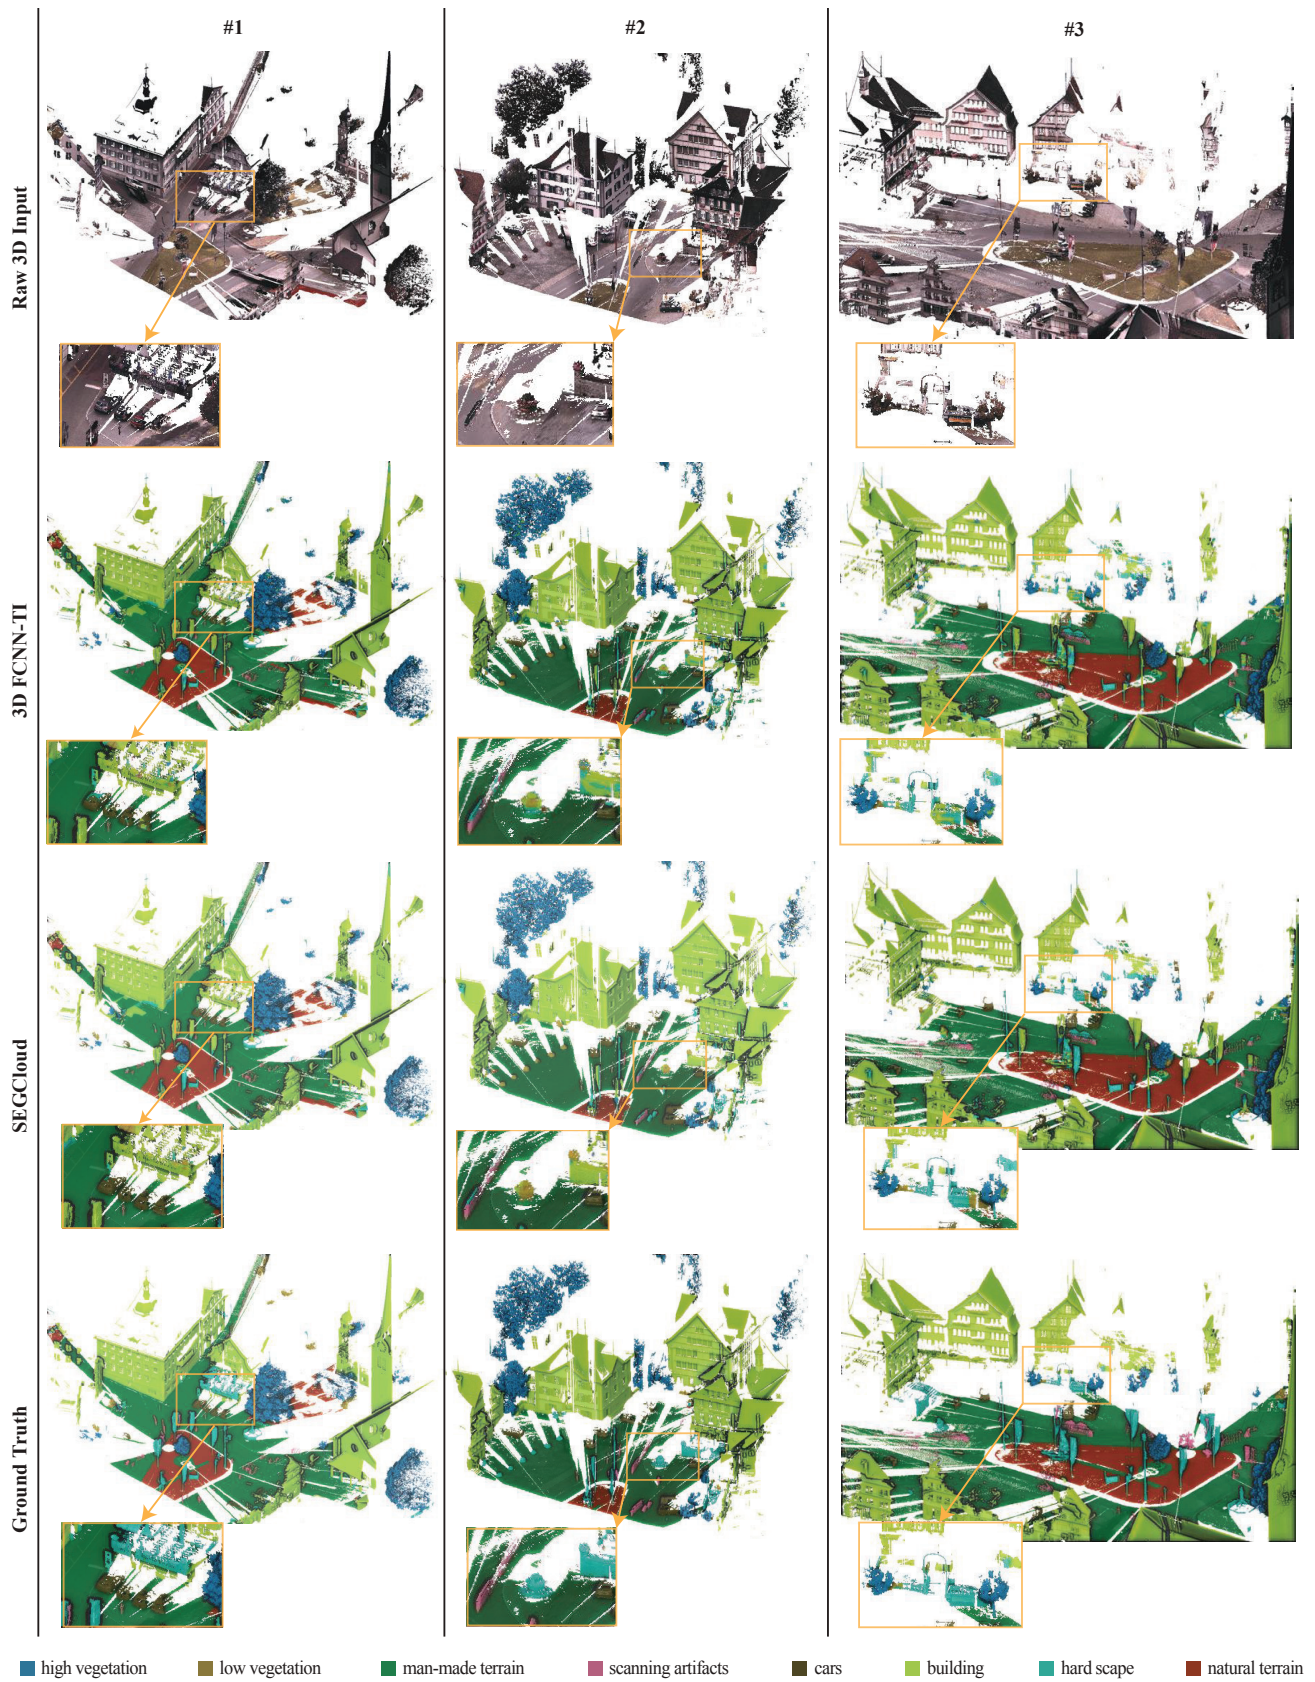 #1 #2 #3
Raw 3D Input
3D FCNN-TI
SEGCloud
Ground Truth
high vegetation low vegetation man-made terrain scanning artifacts cars building hard scape natural terrain